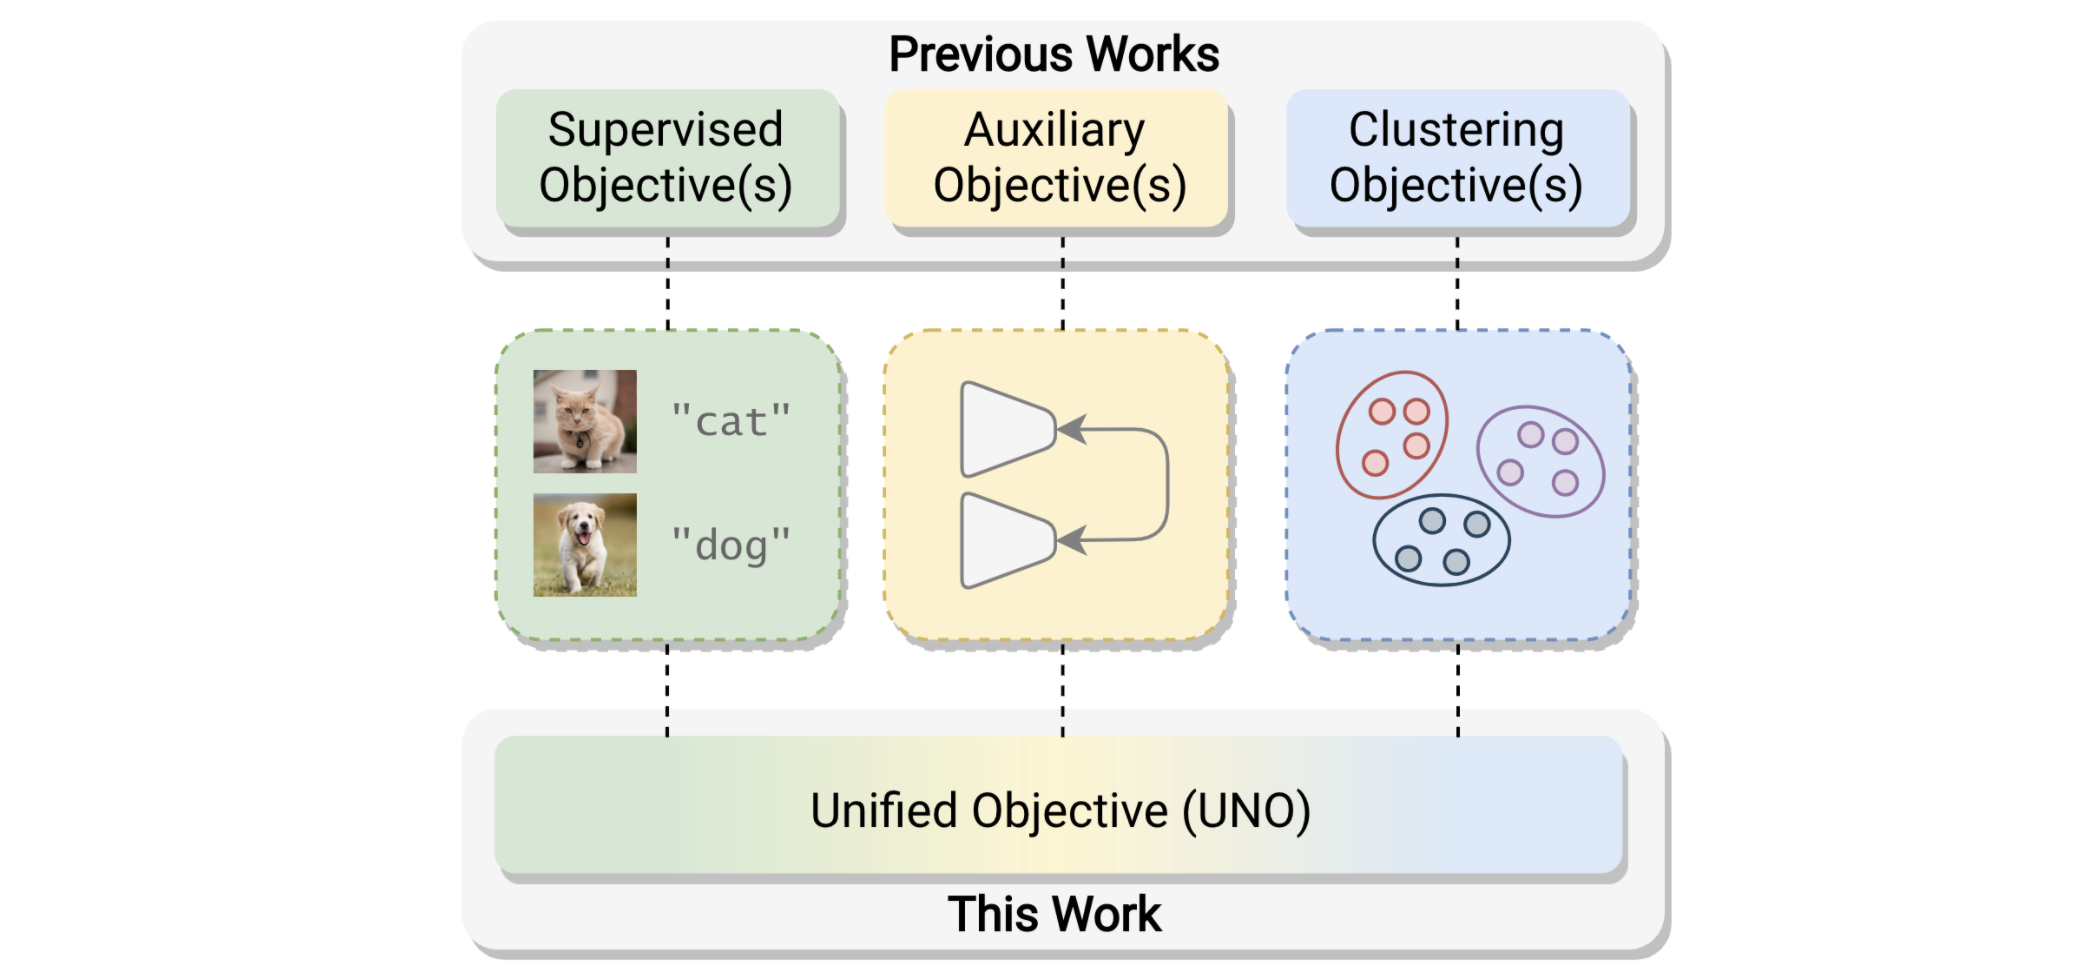 Previous Works
Supervised
Objective(s)
Auxiliary
Objective(s)
Clustering
Objective(s)
"cat"
"dog"
Unified Objective (UNO)
This Work